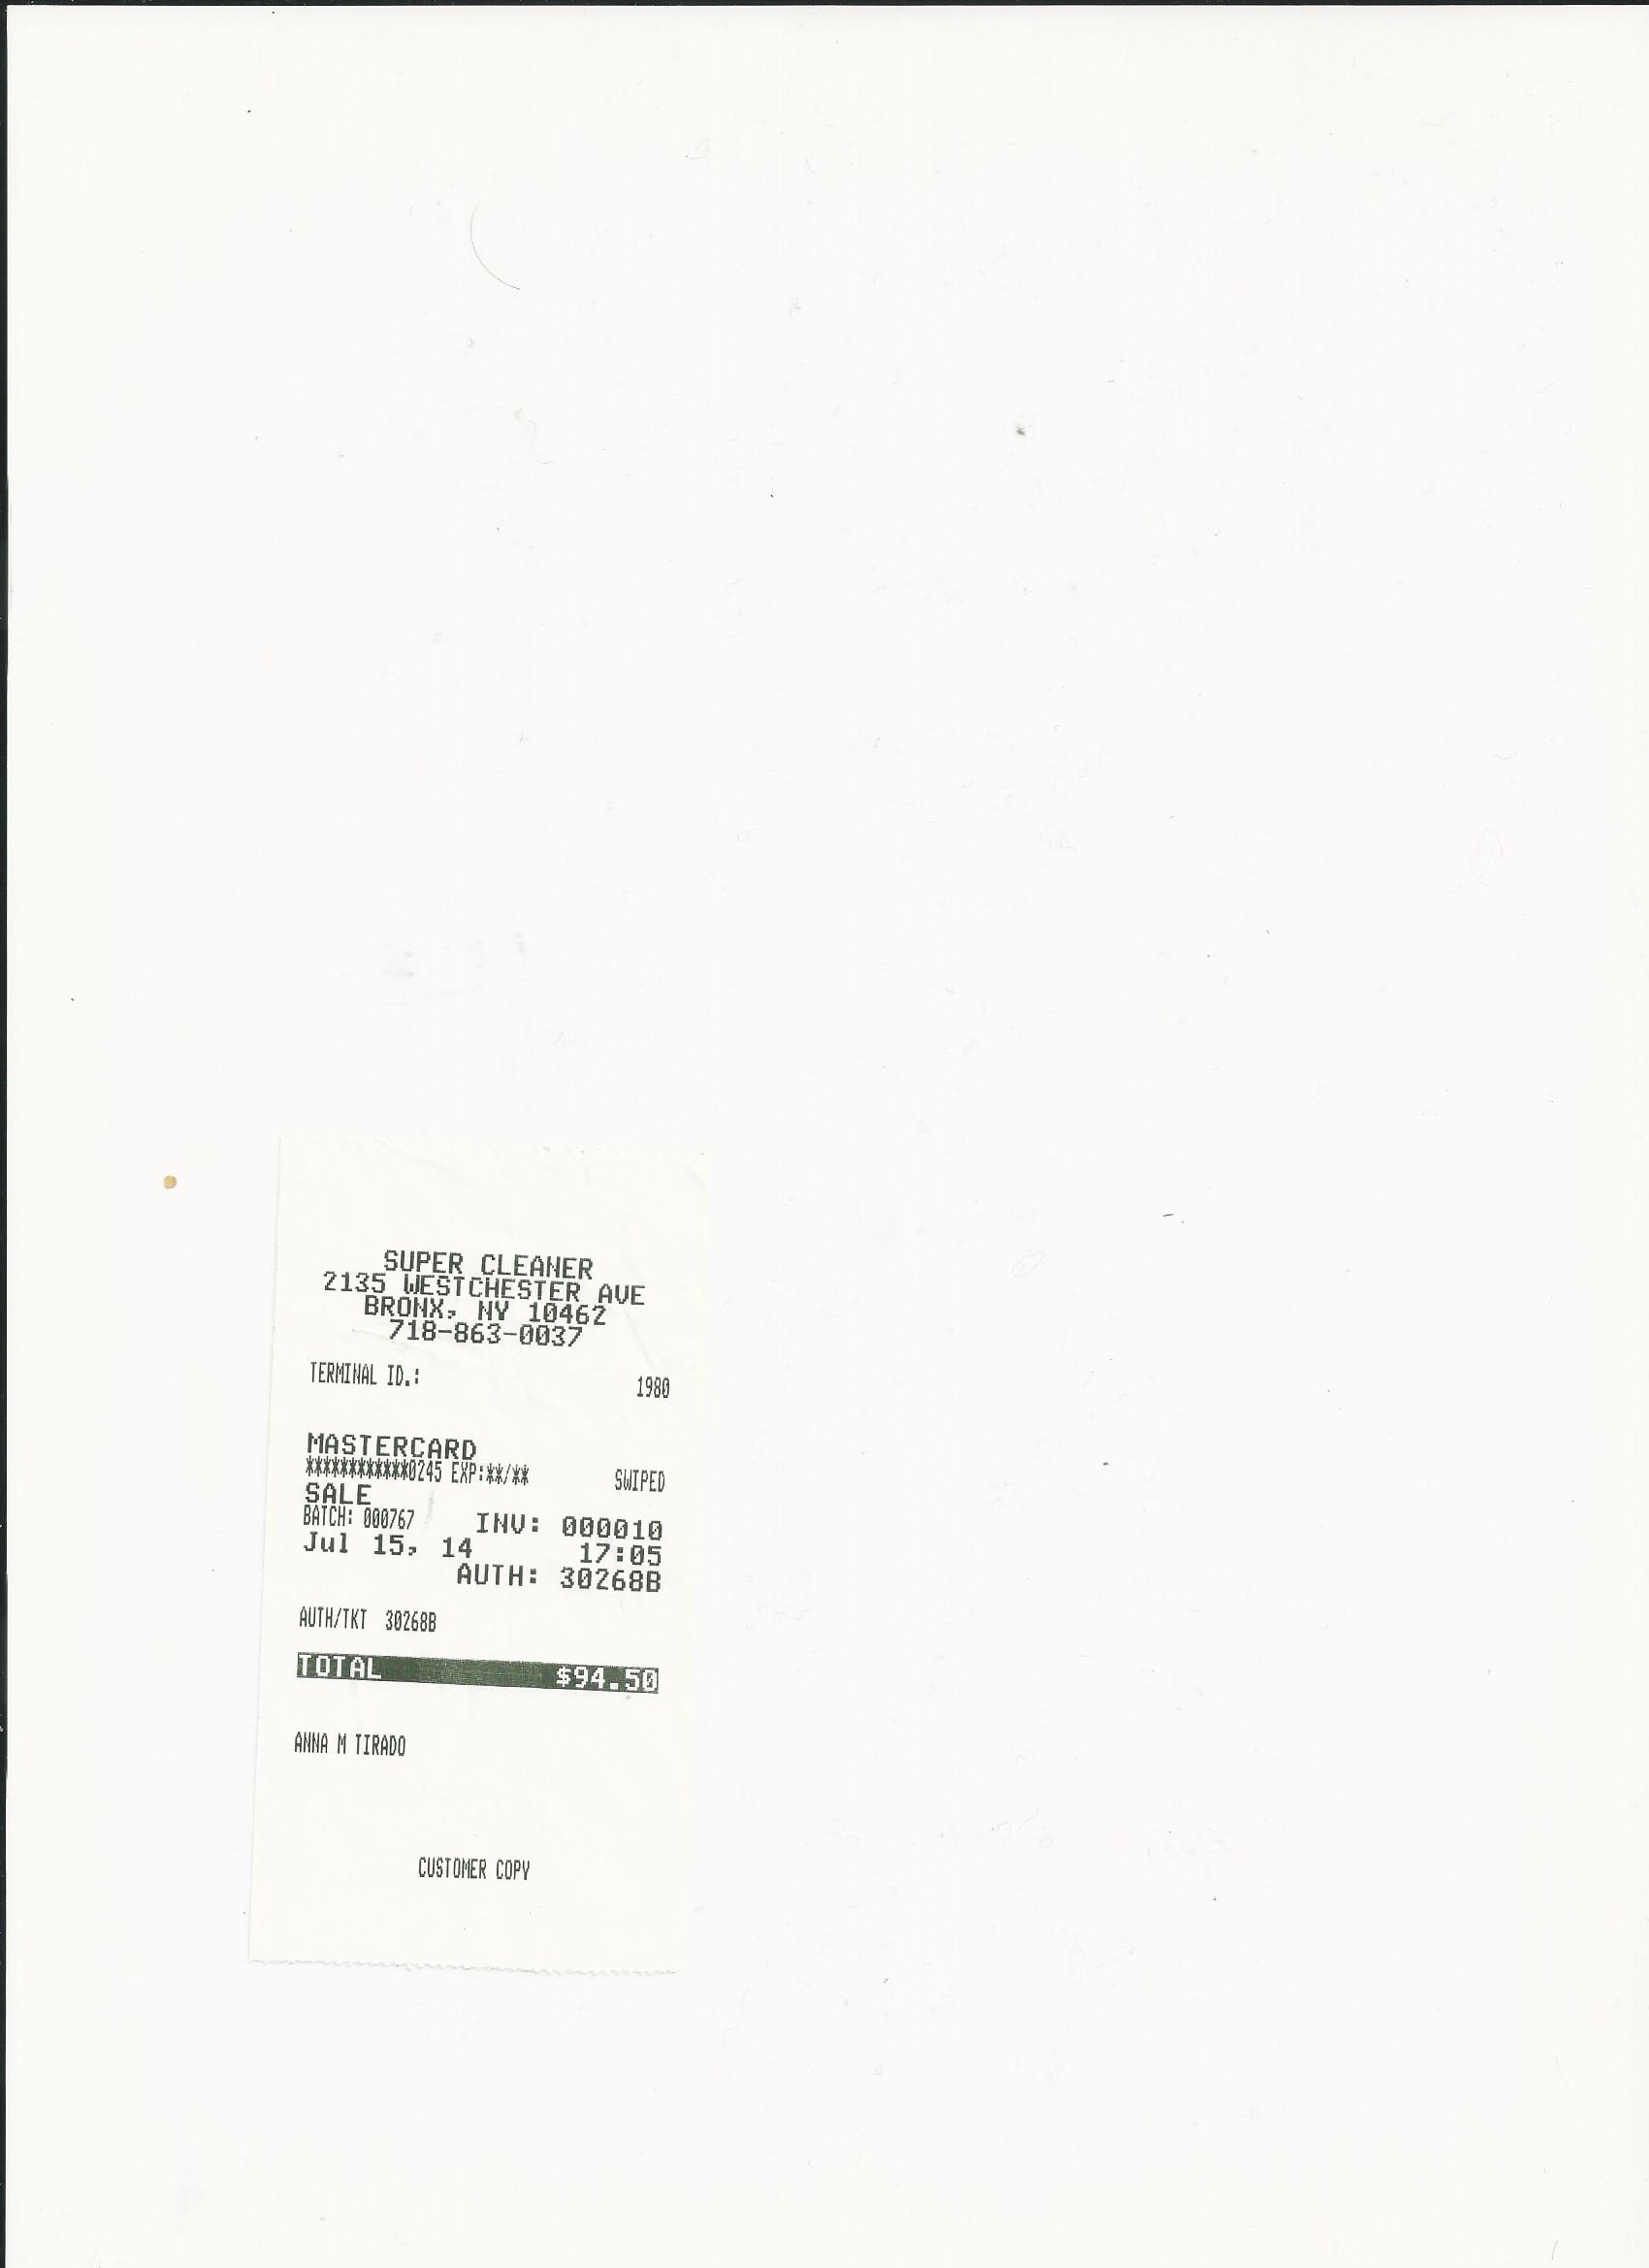 SUPER CLEANER
2135 WESTCHESTER AVE
BRONX, NY 10462
718-863-0037
TERMINAL ID.: 1980
MASTERCARD
************0245 EXP:**/** SWIPED
SALE
BATCH: 000767 INV: 000010
Jul 15, 14 17:05
AUTH: 30268B
AUTH/TKT 30268B
TOTAL $94.50
ANNA M TIRADO
CUSTOMER COPY